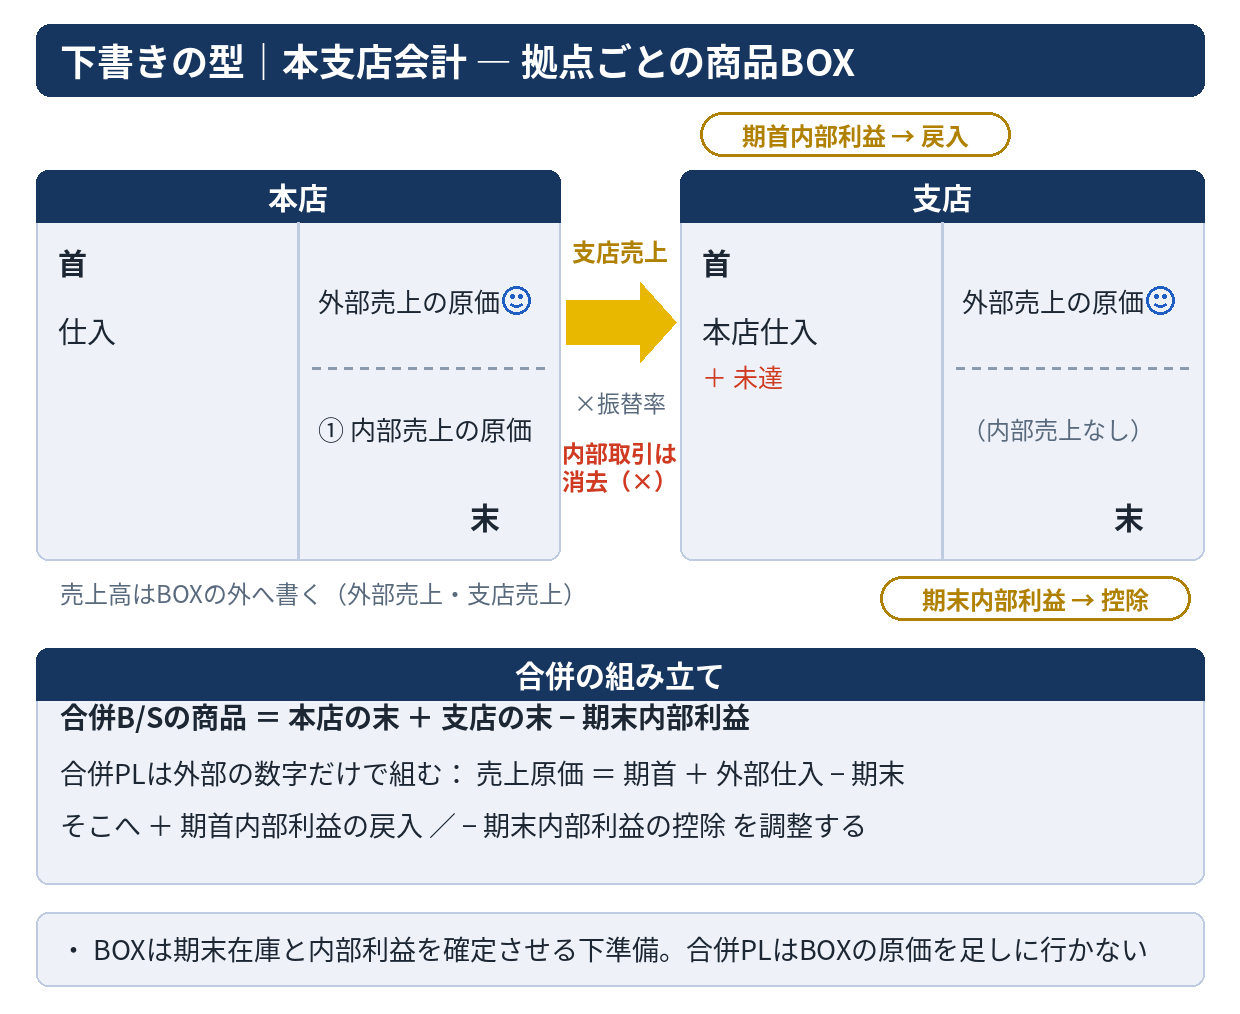 下書きの型｜本支店会計 ― 拠点ごとの商品BOX
期首内部利益 → 戻入
本店
首
仕入
外部売上の原価
① 内部売上の原価
末
支店売上
×振替率
内部取引は
消去（×）
支店
首
本店仕入
＋ 未達
外部売上の原価
（内部売上なし）
末
売上高はBOXの外へ書く（外部売上・支店売上）
期末内部利益 → 控除
合併の組み立て
合併B/Sの商品 ＝ 本店の末 ＋ 支店の末 − 期末内部利益
合併PLは外部の数字だけで組む： 売上原価 ＝ 期首 ＋ 外部仕入 − 期末
そこへ ＋ 期首内部利益の戻入 ／ − 期末内部利益の控除 を調整する
・ BOXは期末在庫と内部利益を確定させる下準備。合併PLはBOXの原価を足しに行かない